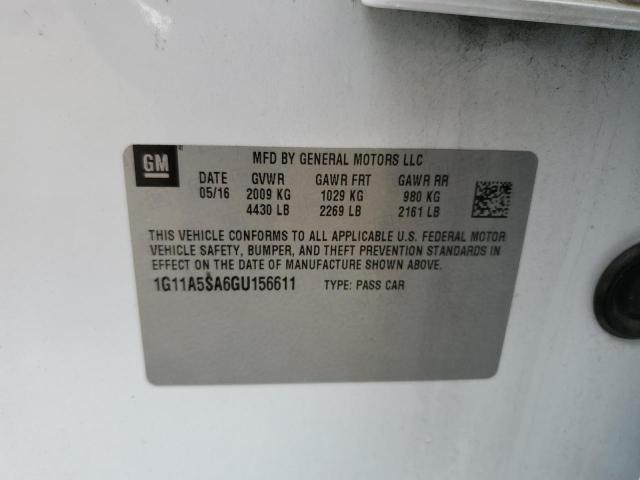 GM
MFD BY GENERAL MOTORS LLC
DATE GVWR GAWR FRT GAWR RR
05/16 2009 KG 1029 KG 980 KG
4430 LB 2269 LB 2161 LB
THIS VEHICLE CONFORMS TO ALL APPLICABLE U.S. FEDERAL MOTOR
VEHICLE SAFETY, BUMPER, AND THEFT PREVENTION STANDARDS IN
EFFECT ON THE DATE OF MANUFACTURE SHOWN ABOVE.
1G11A5SA6GU156611 TYPE: PASS CAR